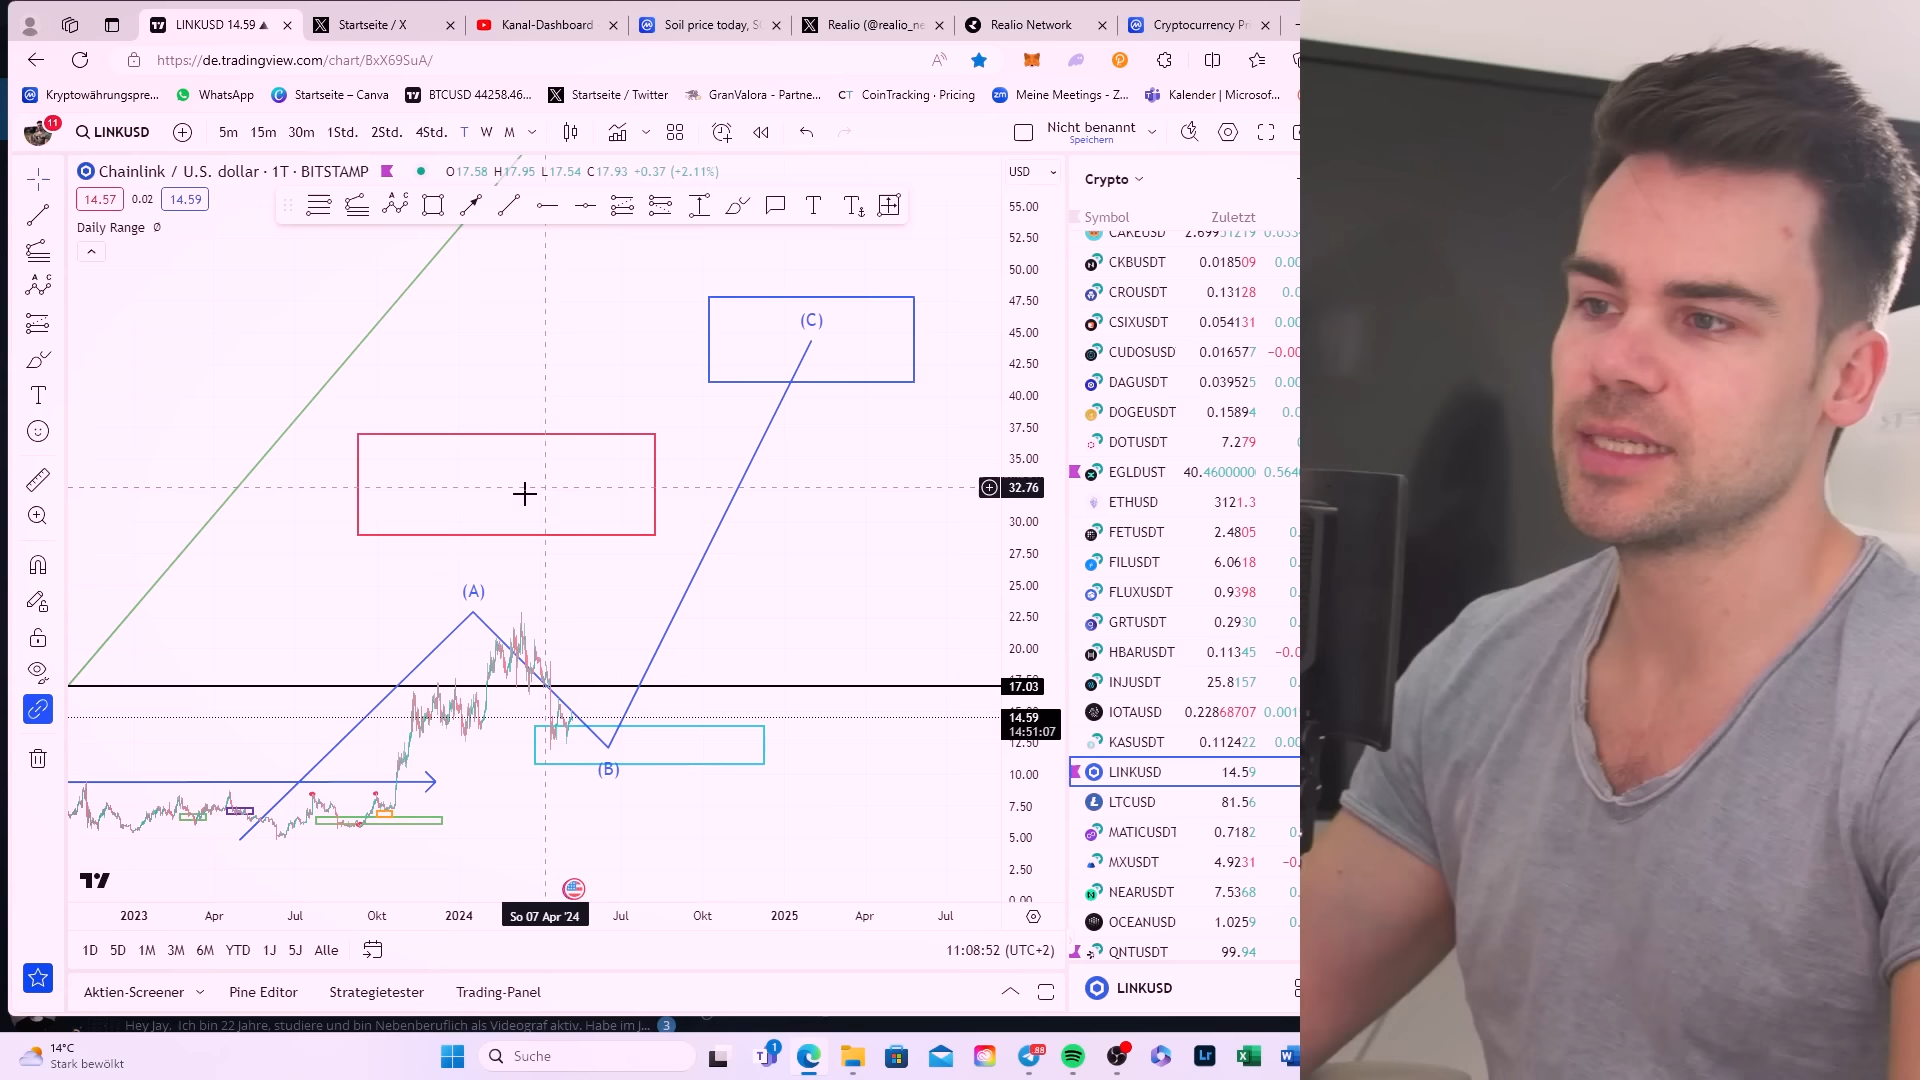 LINKUSD 14.59
Startseite / X
Kanal-Dashboard
Soil price today, S
Realio (@realio_ne
Realio Network
Cryptocurrency Pr
https://de.tradingview.com/chart/BxX69SuA/
Kryptowährungspre...
WhatsApp
Startseite – Canva
BTCUSD 44258.46...
Startseite / Twitter
GranValora - Partne...
CoinTracking · Pricing
Meine Meetings - Z...
Kalender | Microsof...
11
LINKUSD
5m 15m 30m 1Std. 2Std. 4Std. T W M
Nicht benannt
Speichern
Chainlink / U.S. dollar · 1T · BITSTAMP
O17.58 H17.95 L17.54 C17.93 +0.37 (+2.11%)
14.57 0.02 14.59
Daily Range
USD
55.00
52.50
50.00
47.50
45.00
42.50
40.00
37.50
35.00
32.76
30.00
27.50
25.00
22.50
20.00
17.03
14.59
14:51:07
12.50
10.00
7.50
5.00
2.50
0.00
(A)
(B)
(C)
2023 Apr Jul Okt 2024 So 07 Apr '24 Jul Okt 2025 Apr Jul
1D 5D 1M 3M 6M YTD 1J 5J Alle
11:08:52 (UTC+2)
Aktien-Screener
Pine Editor
Strategietester
Trading-Panel
Crypto
Symbol Zuletzt
CAKEUSD
CKBUSDT 0.018509
CROUSDT 0.13128
CSIXUSDT 0.054131
CUDOSUSD 0.016577
DAGUSDT 0.039525
DOGEUSDT 0.15894
DOTUSDT 7.279
EGLDUST 40.4600000
ETHUSD 3121.3
FETUSDT 2.4805
FILUSDT 6.0618
FLUXUSDT 0.9398
GRTUSDT 0.2930
HBARUSDT 0.11345
INJUSDT 25.8157
IOTAUSD 0.22868707
KASUSDT 0.112422
LINKUSD 14.59
LTCUSD 81.56
MATICUSDT 0.7182
MXUSDT 4.9231
NEARUSDT 7.5368
OCEANUSD 1.0259
QNTUSDT 99.94
LINKUSD
Hey Jay, Ich bin 22 Jahre, studiere und bin Nebenberuflich als Videograf aktiv. Habe im J... 3
14°C
Stark bewölkt
Suche
1
88
Lr